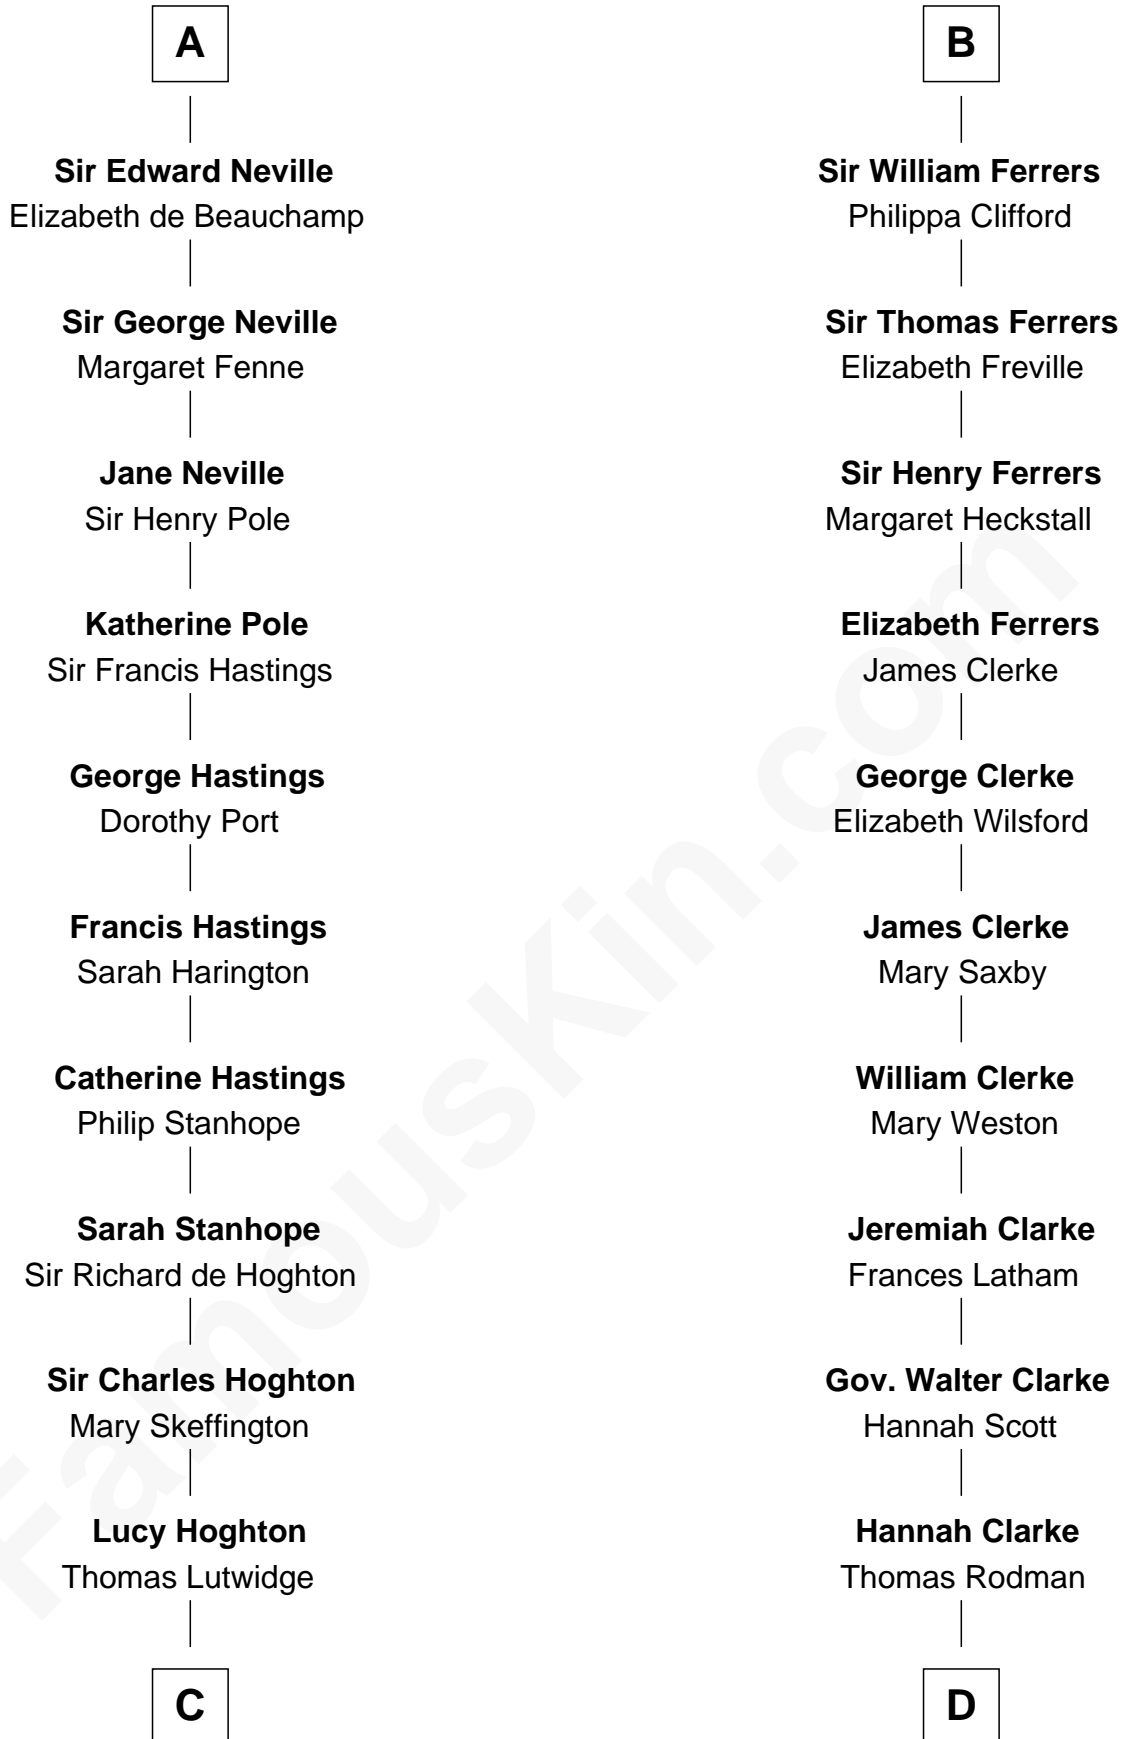 A
Sir Edward Neville
Elizabeth de Beauchamp
Sir George Neville
Margaret Fenne
Jane Neville
Sir Henry Pole
Katherine Pole
Sir Francis Hastings
George Hastings
Dorothy Port
Francis Hastings
Sarah Harington
Catherine Hastings
Philip Stanhope
Sarah Stanhope
Sir Richard de Hoghton
Sir Charles Hoghton
Mary Skeffington
Lucy Hoghton
Thomas Lutwidge
C
B
Sir William Ferrers
Philippa Clifford
Sir Thomas Ferrers
Elizabeth Freville
Sir Henry Ferrers
Margaret Heckstall
Elizabeth Ferrers
James Clerke
George Clerke
Elizabeth Wilsford
James Clerke
Mary Saxby
William Clerke
Mary Weston
Jeremiah Clarke
Frances Latham
Gov. Walter Clarke
Hannah Scott
Hannah Clarke
Thomas Rodman
D
FamousKin.com